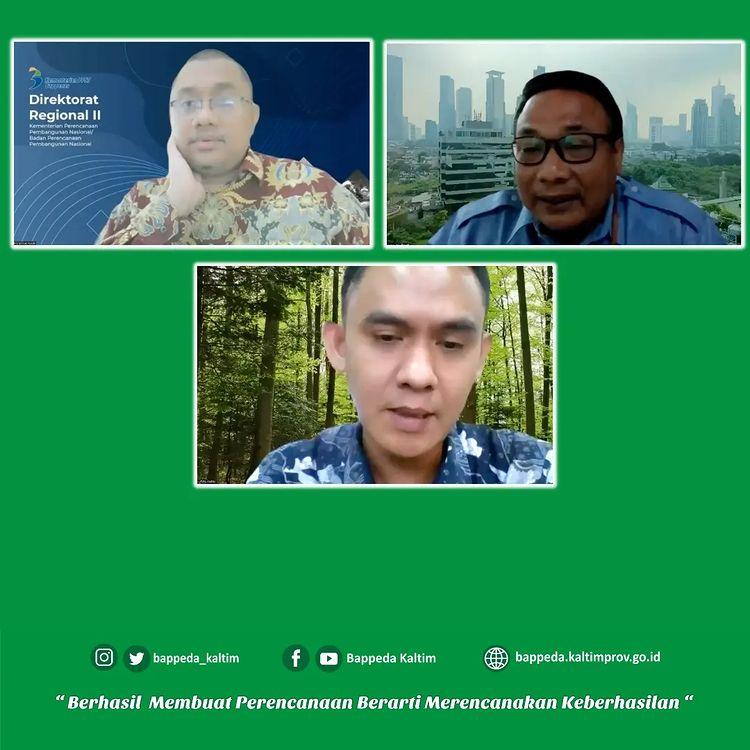 Kementerian PPN/
Bappenas
Direktorat
Regional II
Kementerian Perencanaan
Pembangunan Nasional/
Badan Perencanaan
Pembangunan Nasional
bappeda_kaltim
Bappeda Kaltim
bappeda.kaltimprov.go.id
“ Berhasil Membuat Perencanaan Berarti Merencanakan Keberhasilan “